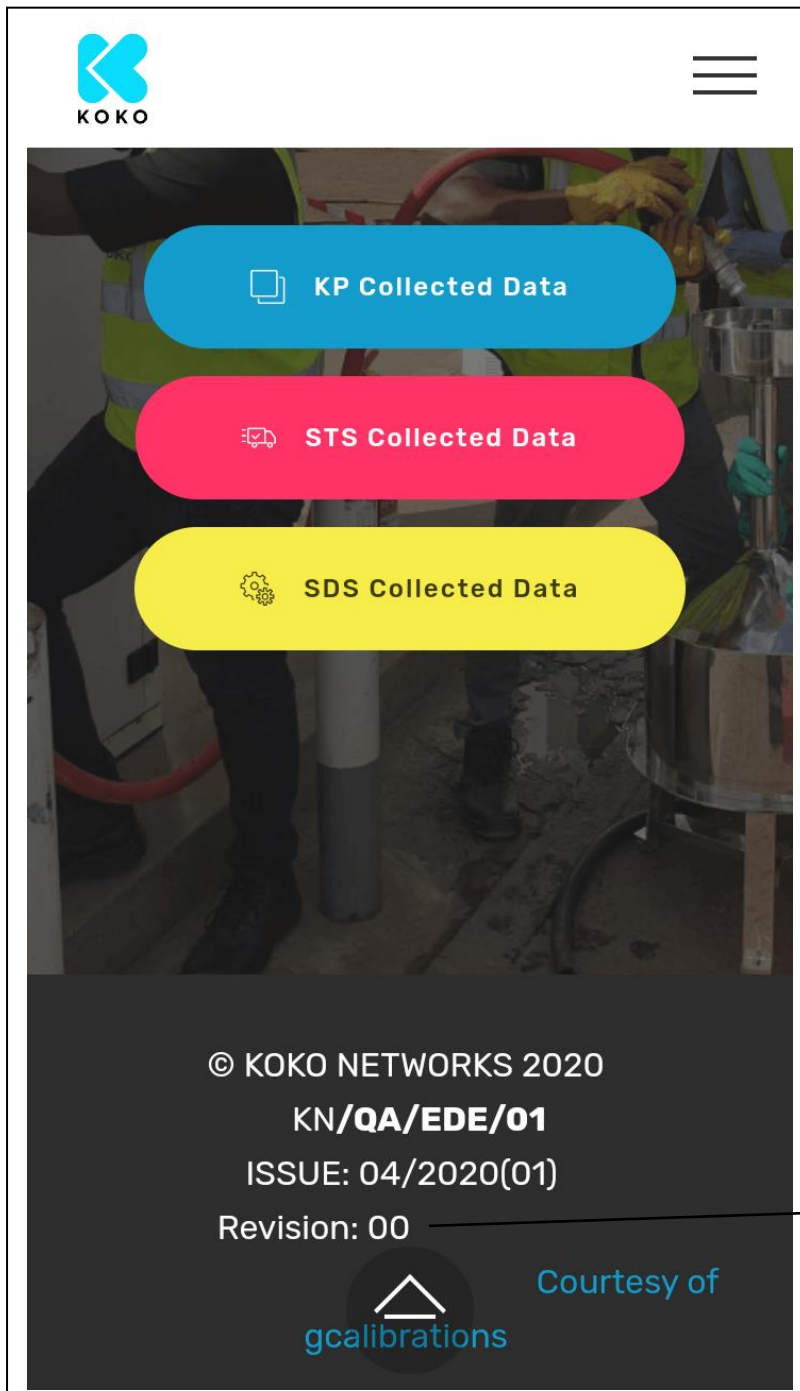 KOKO
KP Collected Data
STS Collected Data
SDS Collected Data
© KOKO NETWORKS 2020
KN/QA/EDE/01
ISSUE: 04/2020(01)
Revision: 00
Courtesy of
gcalibrations